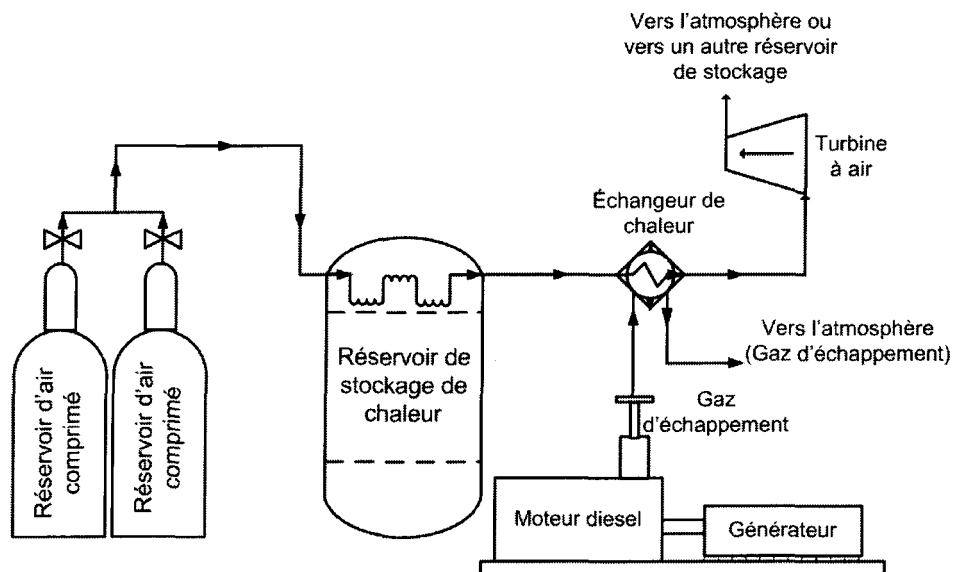 Vers l'atmosphère ou
vers un autre réservoir
de stockage
Turbine
à air
Échangeur de
chaleur
Réservoir d'air
comprimé
Réservoir d'air
comprimé
Réservoir de
stockage de
chaleur
Vers l'atmosphère
(Gaz d'échappement)
Gaz
d'échappement
Moteur diesel
Générateur